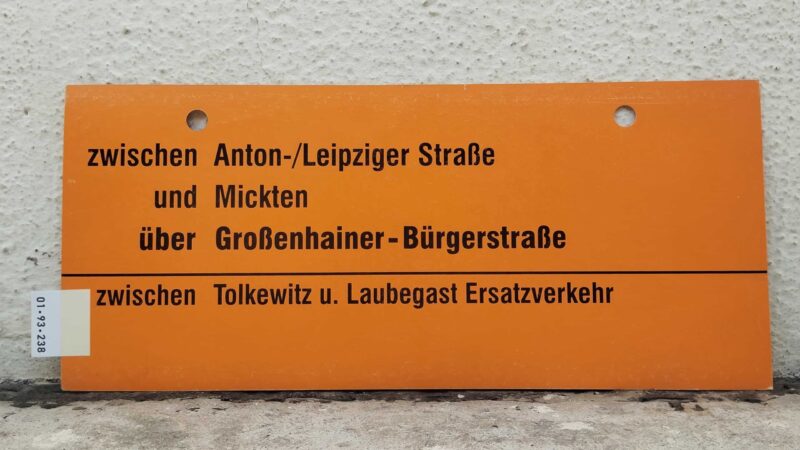 zwischen Anton-/Leipziger Straße
und Mickten
über Großenhainer-Bürgerstraße
zwischen Tolkewitz u. Laubegast Ersatzverkehr
01·93·238